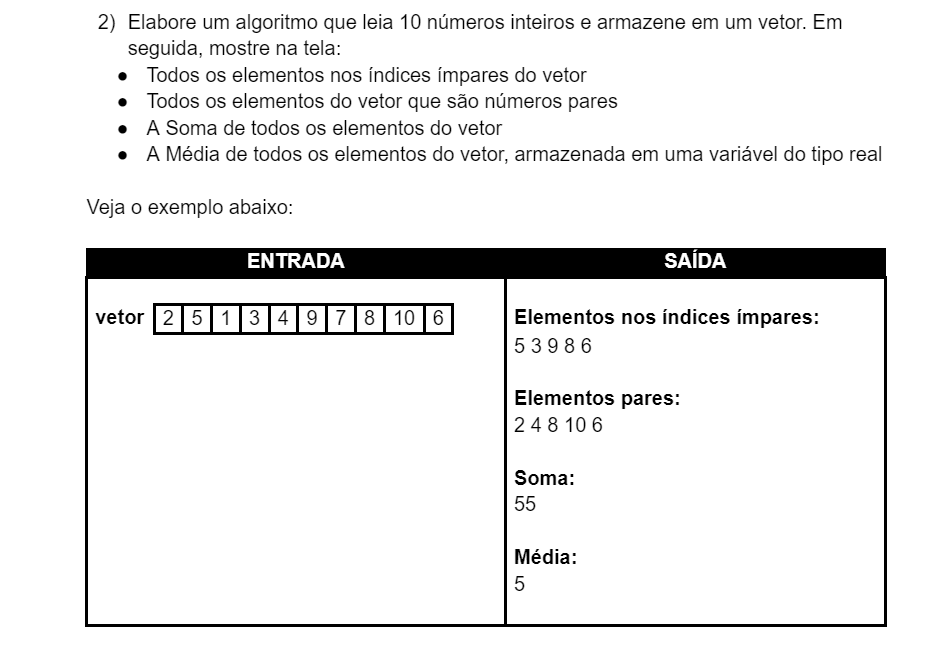 2) Elabore um algoritmo que leia 10 números inteiros e armazene em um vetor. Em
seguida, mostre na tela:
● Todos os elementos nos índices ímpares do vetor
● Todos os elementos do vetor que são números pares
● A Soma de todos os elementos do vetor
● A Média de todos os elementos do vetor, armazenada em uma variável do tipo real
Veja o exemplo abaixo:
ENTRADA
vetor 2 5 1 3 4 9 7 8 10 6
SAÍDA
Elementos nos índices ímpares:
5 3 9 8 6
Elementos pares:
2 4 8 10 6
Soma:
55
Média:
5